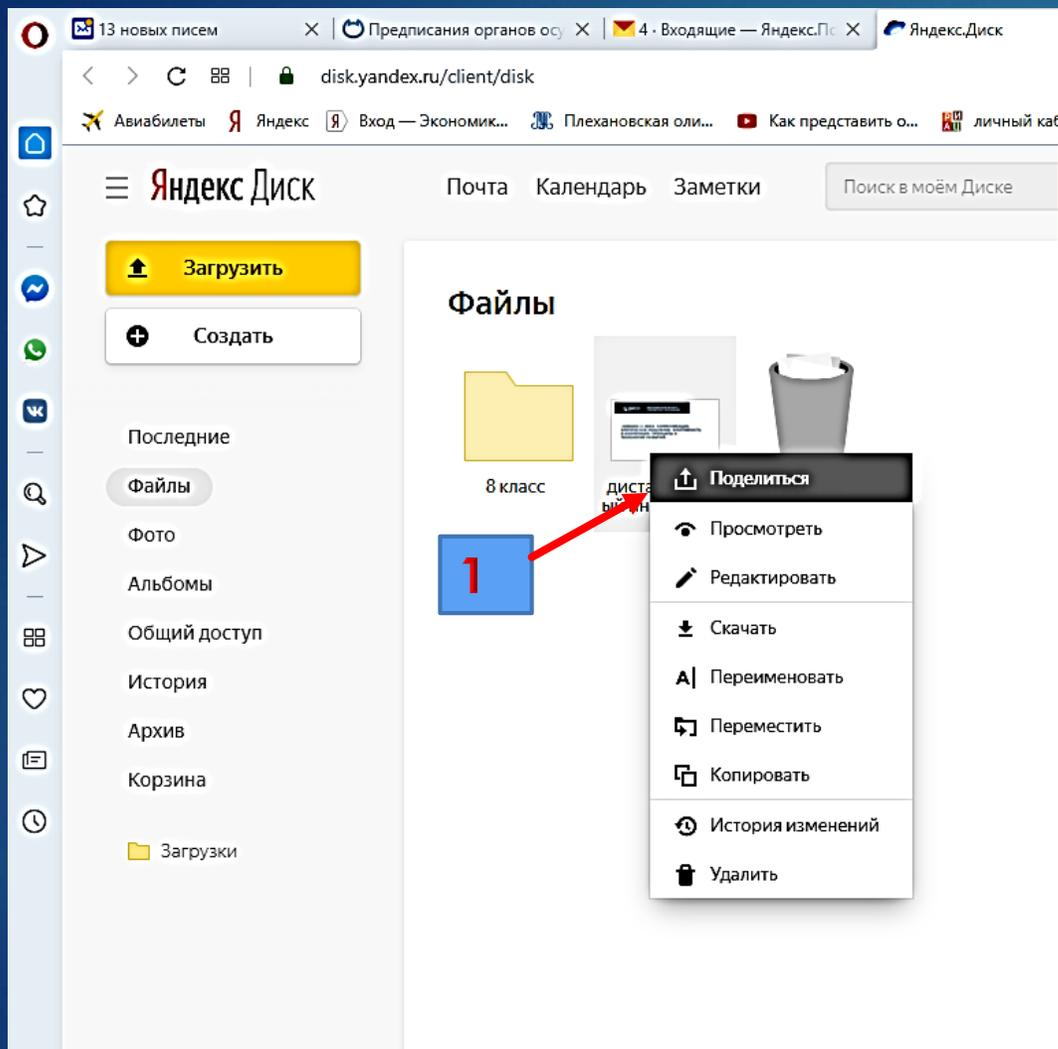 13 новых писем
Предписания органов осу
4 · Входящие — Яндекс.По
Яндекс.Диск
disk.yandex.ru/client/disk
Авиабилеты
Яндекс
Вход — Экономик...
Плехановская оли...
Как представить о...
личный каб
Яндекс Диск
Почта
Календарь
Заметки
Поиск в моём Диске
Загрузить
Создать
Файлы
8 класс
Последние
Файлы
Фото
Альбомы
Общий доступ
История
Архив
Корзина
Загрузки
1
Поделиться
Просмотреть
Редактировать
Скачать
Переименовать
Переместить
Копировать
История изменений
Удалить